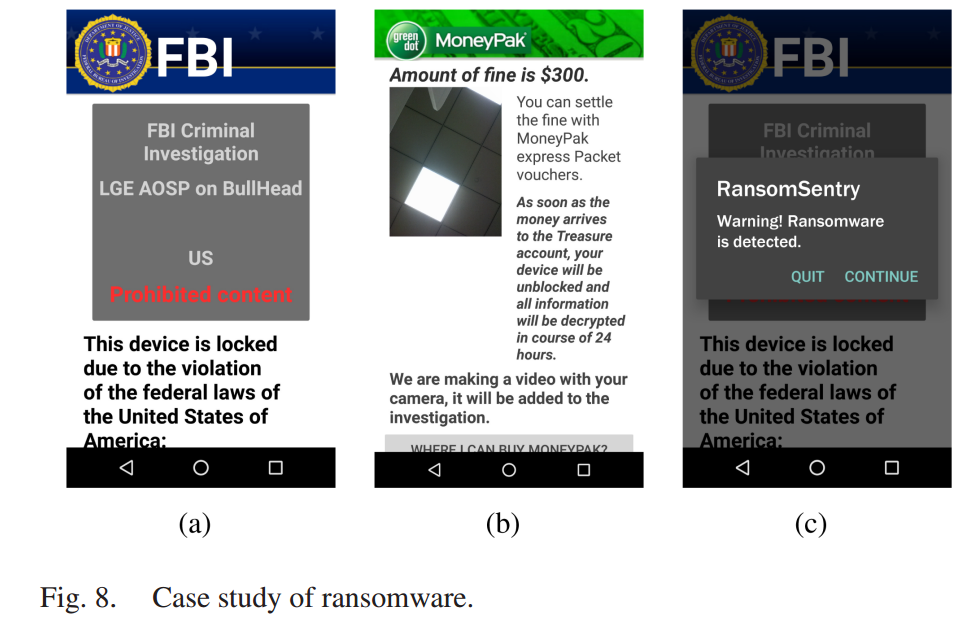 FBI
FBI Criminal
Investigation
LGE AOSP on BullHead
US
Prohibited content
This device is locked
due to the violation
of the federal laws of
the United States of
America:
(a)
green
dot
MoneyPak
Amount of fine is $300.
You can settle
the fine with
MoneyPak
express Packet
vouchers.
As soon as the
money arrives
to the Treasure
account, your
device will be
unblocked and
all information
will be decrypted
in course of 24
hours.
We are making a video with your
camera, it will be added to the
investigation.
WHERE I CAN BUY MONEYPAK?
(b)
FBI
FBI Criminal
Investigation
RansomSentry
Warning! Ransomware
is detected.
QUIT CONTINUE
This device is locked
due to the violation
of the federal laws of
the United States of
America:
(c)
Fig. 8. Case study of ransomware.